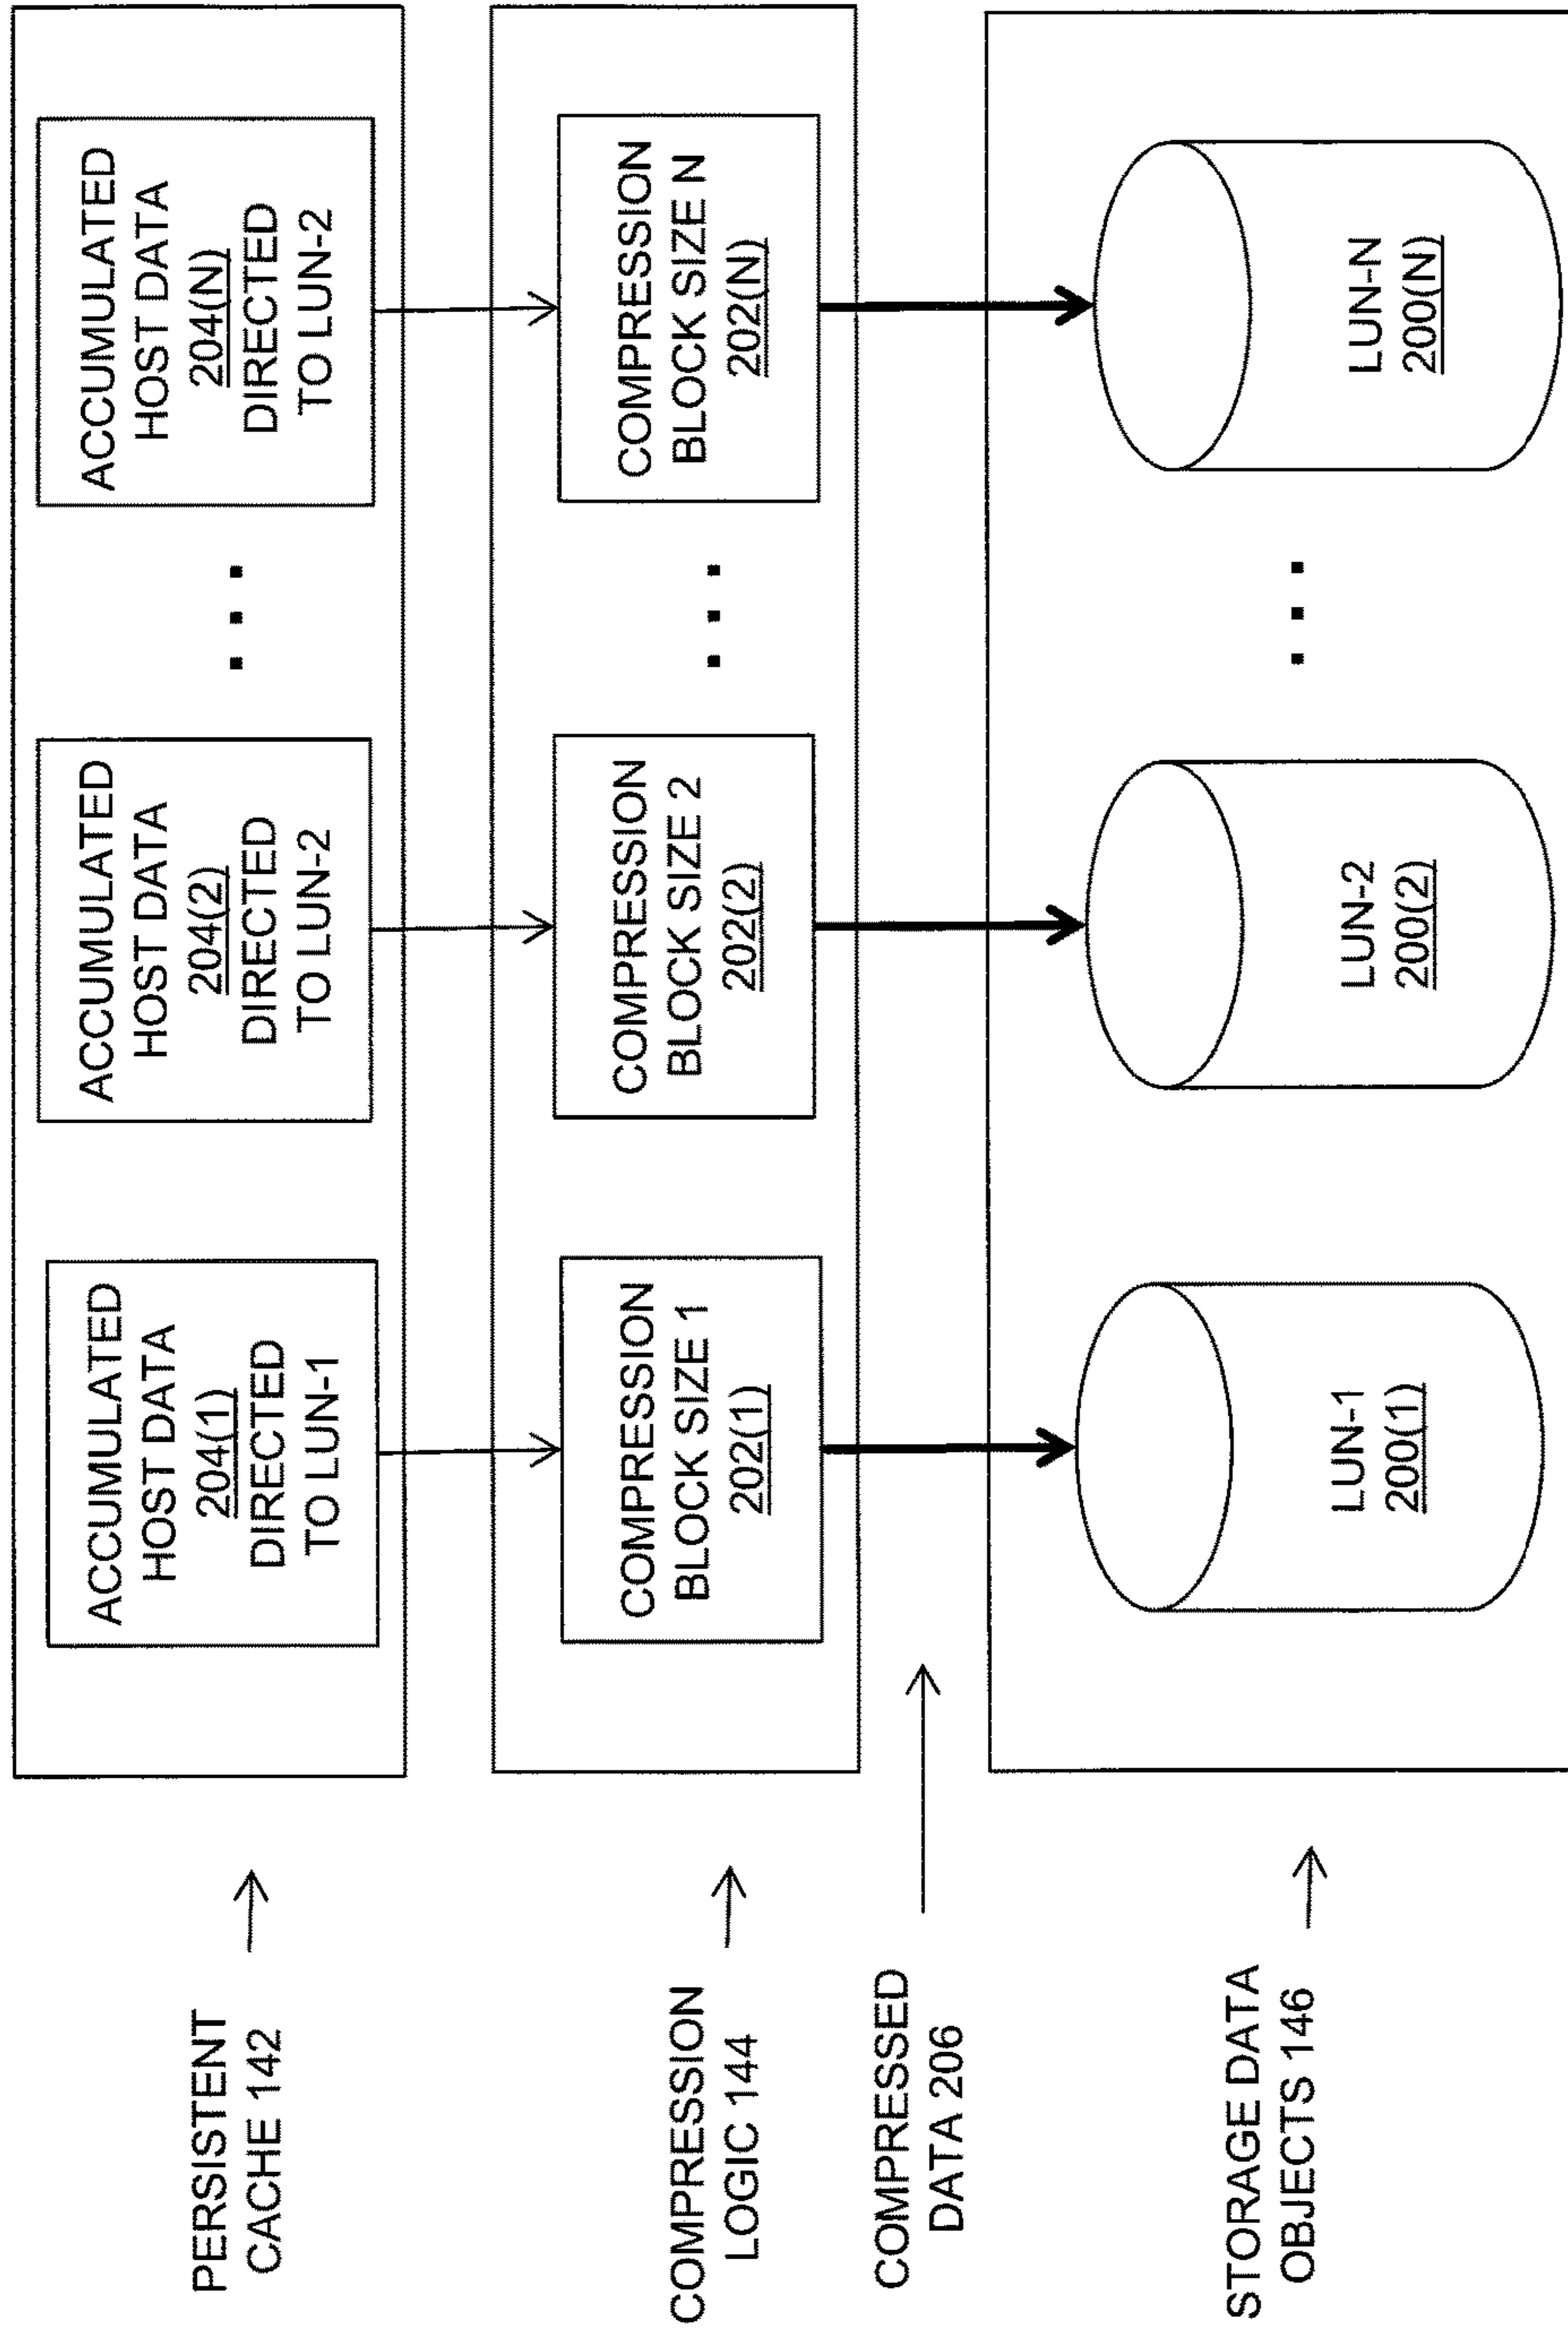 PERSISTENT
CACHE 142
ACCUMULATED
HOST DATA
204(1)
DIRECTED
TO LUN-1
ACCUMULATED
HOST DATA
204(2)
DIRECTED
TO LUN-2
. . .
ACCUMULATED
HOST DATA
204(N)
DIRECTED
TO LUN-2
COMPRESSION
LOGIC 144
COMPRESSION
BLOCK SIZE 1
202(1)
COMPRESSION
BLOCK SIZE 2
202(2)
. . .
COMPRESSION
BLOCK SIZE N
202(N)
COMPRESSED
DATA 206
STORAGE DATA
OBJECTS 146
LUN-1
200(1)
LUN-2
200(2)
. . .
LUN-N
200(N)